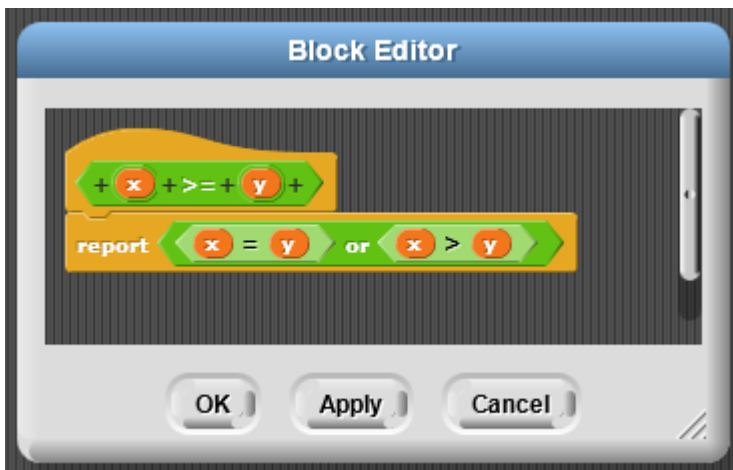 Block Editor
+ x + >= + y +
report x = y or x > y
OK Apply Cancel